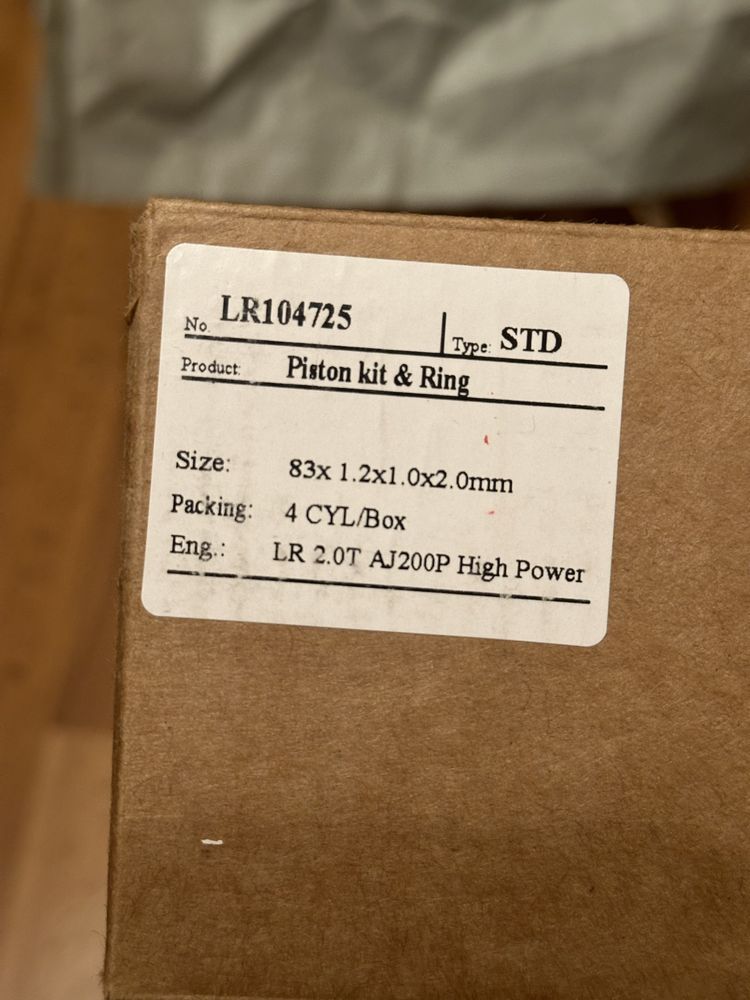 No. LR104725 Type: STD
Product: Piston kit & Ring
Size: 83x 1.2x1.0x2.0mm
Packing: 4 CYL/Box
Eng.: LR 2.0T AJ200P High Power